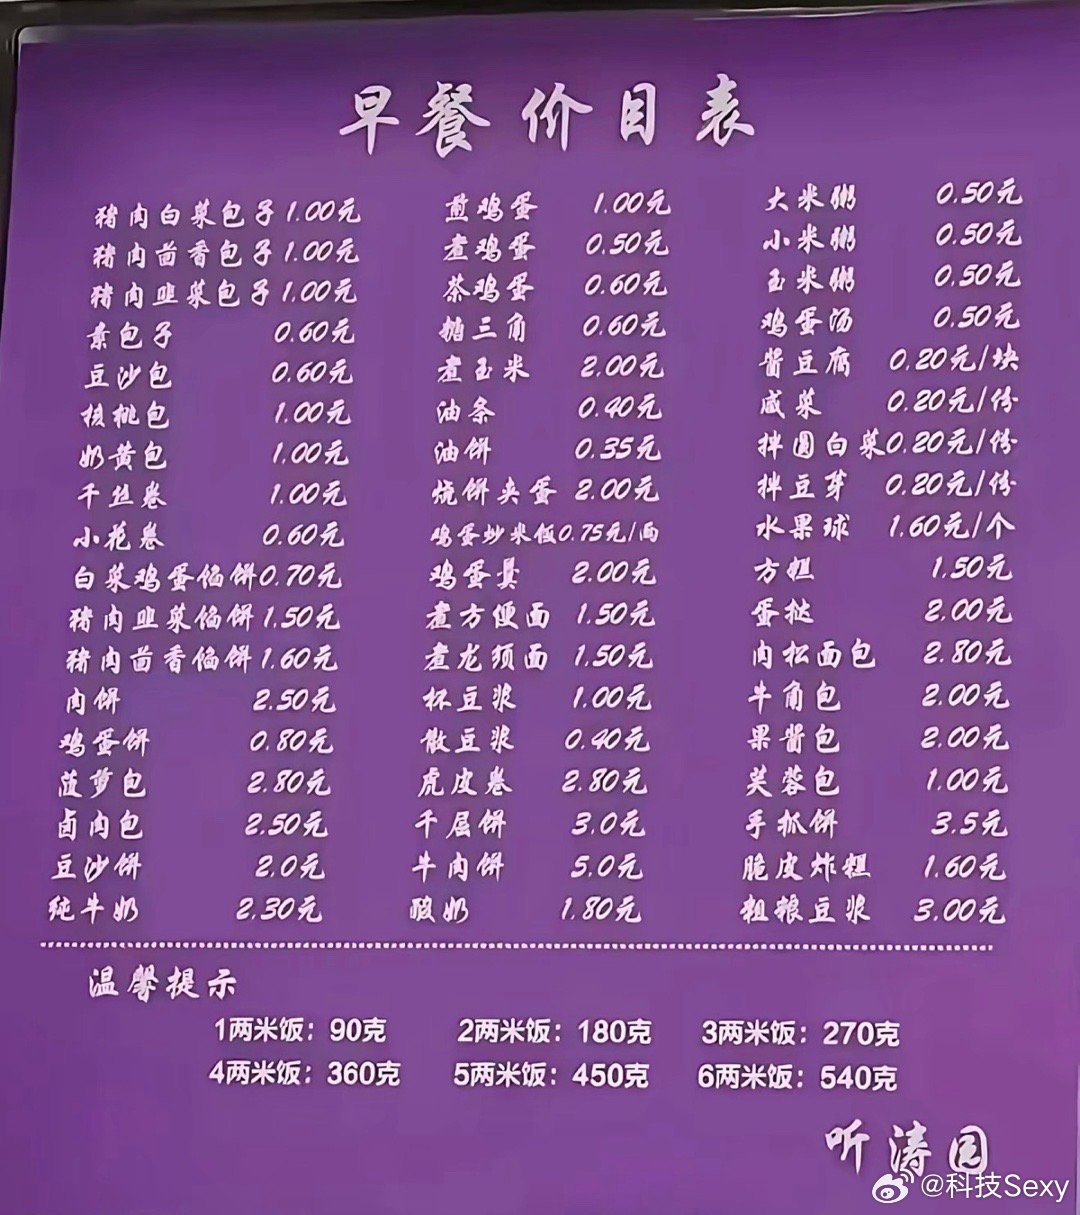 早餐价目表
猪肉白菜包子1.00元 煎鸡蛋 1.00元 大米粥 0.50元
猪肉茴香包子1.00元 煮鸡蛋 0.50元 小米粥 0.50元
猪肉韭菜包子1.00元 茶鸡蛋 0.60元 玉米粥 0.50元
素包子 0.60元 糖三角 0.60元 鸡蛋汤 0.50元
豆沙包 0.60元 煮玉米 2.00元 酱豆腐 0.20元/块
核桃包 1.00元 油条 0.40元 咸菜 0.20元/份
奶黄包 1.00元 油饼 0.35元 拌圆白菜0.20元/份
千丝卷 1.00元 烧饼夹蛋 2.00元 拌豆芽 0.20元/份
小花卷 0.60元 鸡蛋炒米饭0.75元/两 水果球 1.60元/个
白菜鸡蛋馅饼0.70元 鸡蛋羹 2.00元 方糕 1.50元
猪肉韭菜馅饼1.50元 煮方便面 1.50元 蛋挞 2.00元
猪肉茴香馅饼1.60元 煮龙须面 1.50元 肉松面包 2.80元
肉饼 2.50元 杯豆浆 1.00元 牛角包 2.00元
鸡蛋饼 0.80元 散豆浆 0.40元 果酱包 2.00元
菠萝包 2.80元 虎皮卷 2.80元 芙蓉包 1.00元
卤肉包 2.50元 千层饼 3.0元 手抓饼 3.5元
豆沙饼 2.0元 牛肉饼 5.0元 脆皮炸糕 1.60元
纯牛奶 2.30元 酸奶 1.80元 粗粮豆浆 3.00元
温馨提示
1两米饭：90克 2两米饭：180克 3两米饭：270克
4两米饭：360克 5两米饭：450克 6两米饭：540克
听涛园
@科技Sexy